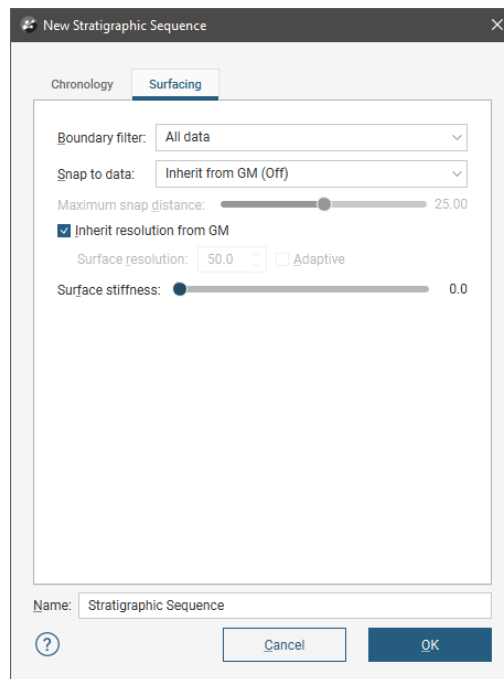 New Stratigraphic Sequence
Chronology Surfacing
Boundary filter: All data
Snap to data: Inherit from GM (Off)
Maximum snap distance: 25.00
Inherit resolution from GM
Surface resolution: 50.0 Adaptive
Surface stiffness: 0.0
Name: Stratigraphic Sequence
? Cancel OK